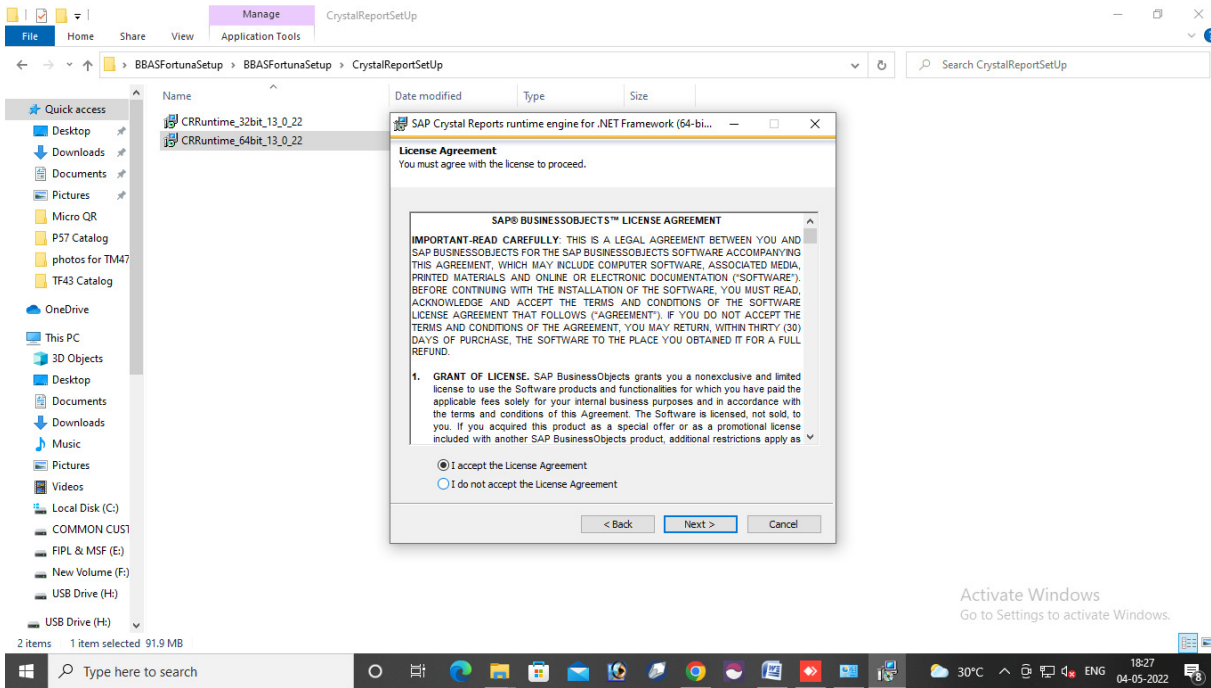 Manage
CrystalReportSetUp
File
Home
Share
View
Application Tools
BBASFortunaSetup > BBASFortunaSetup > CrystalReportSetUp
Search CrystalReportSetUp
Name
Date modified
Type
Size
Quick access
Desktop
Downloads
Documents
Pictures
Micro QR
P57 Catalog
photos for TM47
TF43 Catalog
OneDrive
This PC
3D Objects
Desktop
Documents
Downloads
Music
Pictures
Videos
Local Disk (C:)
COMMON CUST
FIPL & MSF (E:)
New Volume (F:)
USB Drive (H:)
USB Drive (H:)
CRRuntime_32bit_13_0_22
CRRuntime_64bit_13_0_22
SAP Crystal Reports runtime engine for .NET Framework (64-bi...
License Agreement
You must agree with the license to proceed.
SAP® BUSINESSOBJECTS™ LICENSE AGREEMENT
IMPORTANT-READ CAREFULLY: THIS IS A LEGAL AGREEMENT BETWEEN YOU AND
SAP BUSINESSOBJECTS FOR THE SAP BUSINESSOBJECTS SOFTWARE ACCOMPANYING
THIS AGREEMENT, WHICH MAY INCLUDE COMPUTER SOFTWARE, ASSOCIATED MEDIA,
PRINTED MATERIALS AND ONLINE OR ELECTRONIC DOCUMENTATION ("SOFTWARE").
BEFORE CONTINUING WITH THE INSTALLATION OF THE SOFTWARE, YOU MUST READ,
ACKNOWLEDGE AND ACCEPT THE TERMS AND CONDITIONS OF THE SOFTWARE
LICENSE AGREEMENT THAT FOLLOWS ("AGREEMENT"). IF YOU DO NOT ACCEPT THE
TERMS AND CONDITIONS OF THE AGREEMENT, YOU MAY RETURN, WITHIN THIRTY (30)
DAYS OF PURCHASE, THE SOFTWARE TO THE PLACE YOU OBTAINED IT FOR A FULL
REFUND.
1. GRANT OF LICENSE. SAP BusinessObjects grants you a nonexclusive and limited
license to use the Software products and functionalities for which you have paid the
applicable fees solely for your internal business purposes and in accordance with
the terms and conditions of this Agreement. The Software is licensed, not sold, to
you. If you acquired this product as a special offer or as a promotional license
included with another SAP BusinessObjects product, additional restrictions apply as
I accept the License Agreement
I do not accept the License Agreement
< Back
Next >
Cancel
Activate Windows
Go to Settings to activate Windows.
2 items
1 item selected 91.9 MB
Type here to search
30°C
ENG
18:27
04-05-2022
8